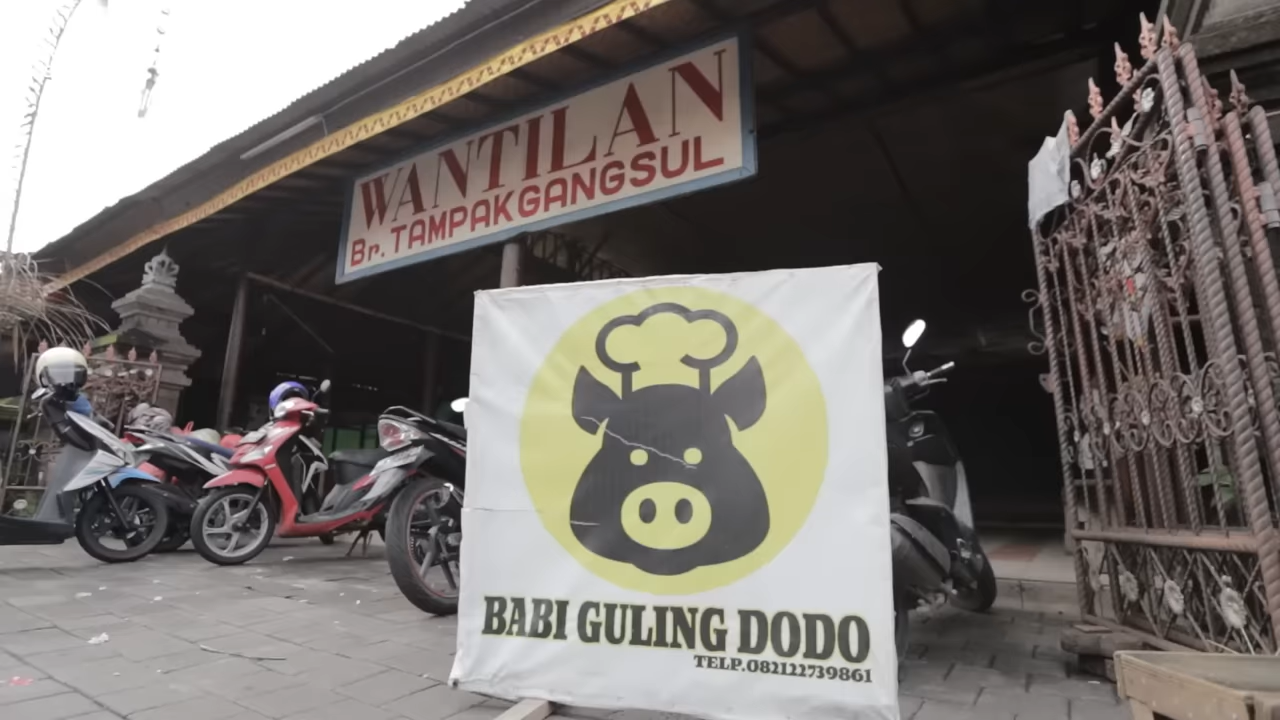 WANTILAN
Br. TAMPAKGANGSUL
BABI GULING DODO
TELP.082122739861